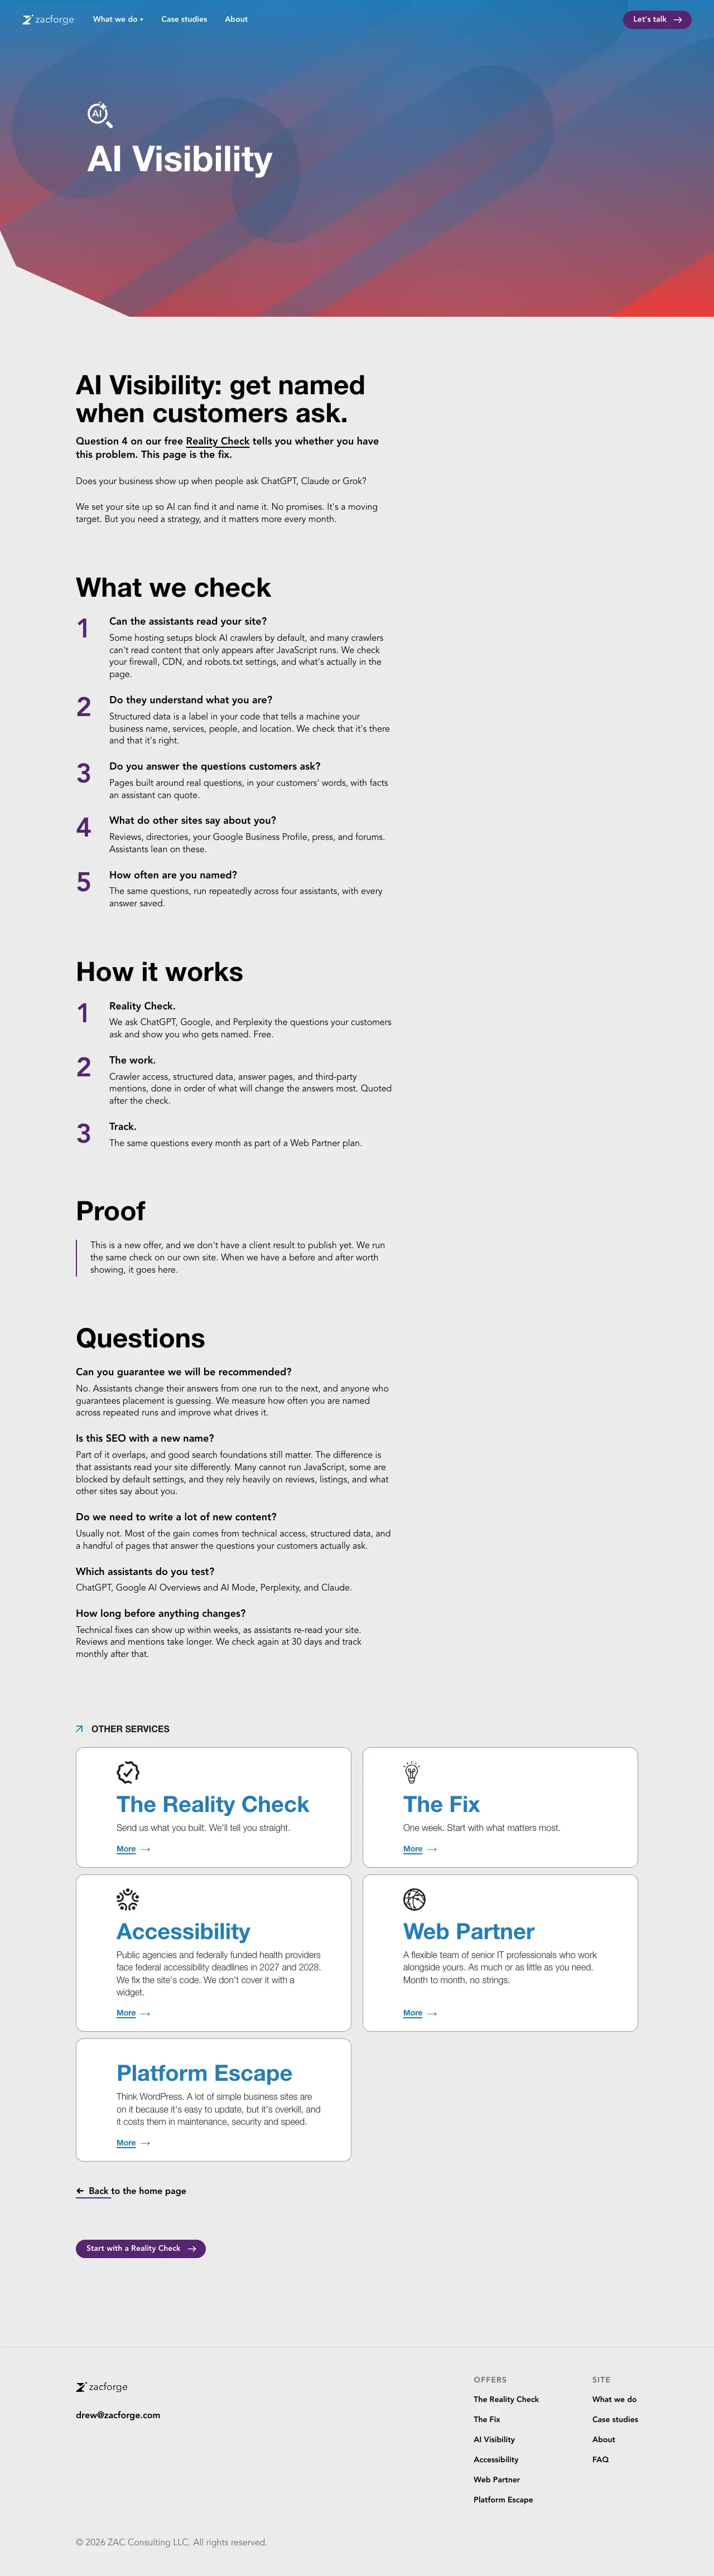 zacforge What we do • Case studies About Let's talk →
AI
AI Visibility
AI Visibility: get named
when customers ask.
Question 4 on our free Reality Check tells you whether you have
this problem. This page is the fix.
Does your business show up when people ask ChatGPT, Claude or Grok?
We set your site up so AI can find it and name it. No promises. It's a moving
target. But you need a strategy, and it matters more every month.
What we check
1 Can the assistants read your site?
Some hosting setups block AI crawlers by default, and many crawlers
can't read content that only appears after JavaScript runs. We check
your firewall, CDN, and robots.txt settings, and what's actually in the
page.
2 Do they understand what you are?
Structured data is a label in your code that tells a machine your
business name, services, people, and location. We check that it's there
and that it's right.
3 Do you answer the questions customers ask?
Pages built around real questions, in your customers' words, with facts
an assistant can quote.
4 What do other sites say about you?
Reviews, directories, your Google Business Profile, press, and forums.
Assistants lean on these.
5 How often are you named?
The same questions, run repeatedly across four assistants, with every
answer saved.
How it works
1 Reality Check.
We ask ChatGPT, Google, and Perplexity the questions your customers
ask and show you who gets named. Free.
2 The work.
Crawler access, structured data, answer pages, and third-party
mentions, done in order of what will change the answers most. Quoted
after the check.
3 Track.
The same questions every month as part of a Web Partner plan.
Proof
This is a new offer, and we don't have a client result to publish yet. We run
the same check on our own site. When we have a before and after worth
showing, it goes here.
Questions
Can you guarantee we will be recommended?
No. Assistants change their answers from one run to the next, and anyone who
guarantees placement is guessing. We measure how often you are named
across repeated runs and improve what drives it.
Is this SEO with a new name?
Part of it overlaps, and good search foundations still matter. The difference is
that assistants read your site differently. Many cannot run JavaScript, some are
blocked by default settings, and they rely heavily on reviews, listings, and what
other sites say about you.
Do we need to write a lot of new content?
Usually not. Most of the gain comes from technical access, structured data, and
a handful of pages that answer the questions your customers actually ask.
Which assistants do you test?
ChatGPT, Google AI Overviews and AI Mode, Perplexity, and Claude.
How long before anything changes?
Technical fixes can show up within weeks, as assistants re-read your site.
Reviews and mentions take longer. We check again at 30 days and track
monthly after that.
OTHER SERVICES
The Reality Check
Send us what you built. We'll tell you straight.
More →
The Fix
One week. Start with what matters most.
More →
Accessibility
Public agencies and federally funded health providers
face federal accessibility deadlines in 2027 and 2028.
We fix the site's code. We don't cover it with a
widget.
More →
Web Partner
A flexible team of senior IT professionals who work
alongside yours. As much or as little as you need.
Month to month, no strings.
More →
Platform Escape
Think WordPress. A lot of simple business sites are
on it because it's easy to update, but it's overkill, and
it costs them in maintenance, security and speed.
More →
← Back to the home page
Start with a Reality Check →
zacforge
drew@zacforge.com
OFFERS
The Reality Check
The Fix
AI Visibility
Accessibility
Web Partner
Platform Escape
SITE
What we do
Case studies
About
FAQ
© 2026 ZAC Consulting LLC. All rights reserved.